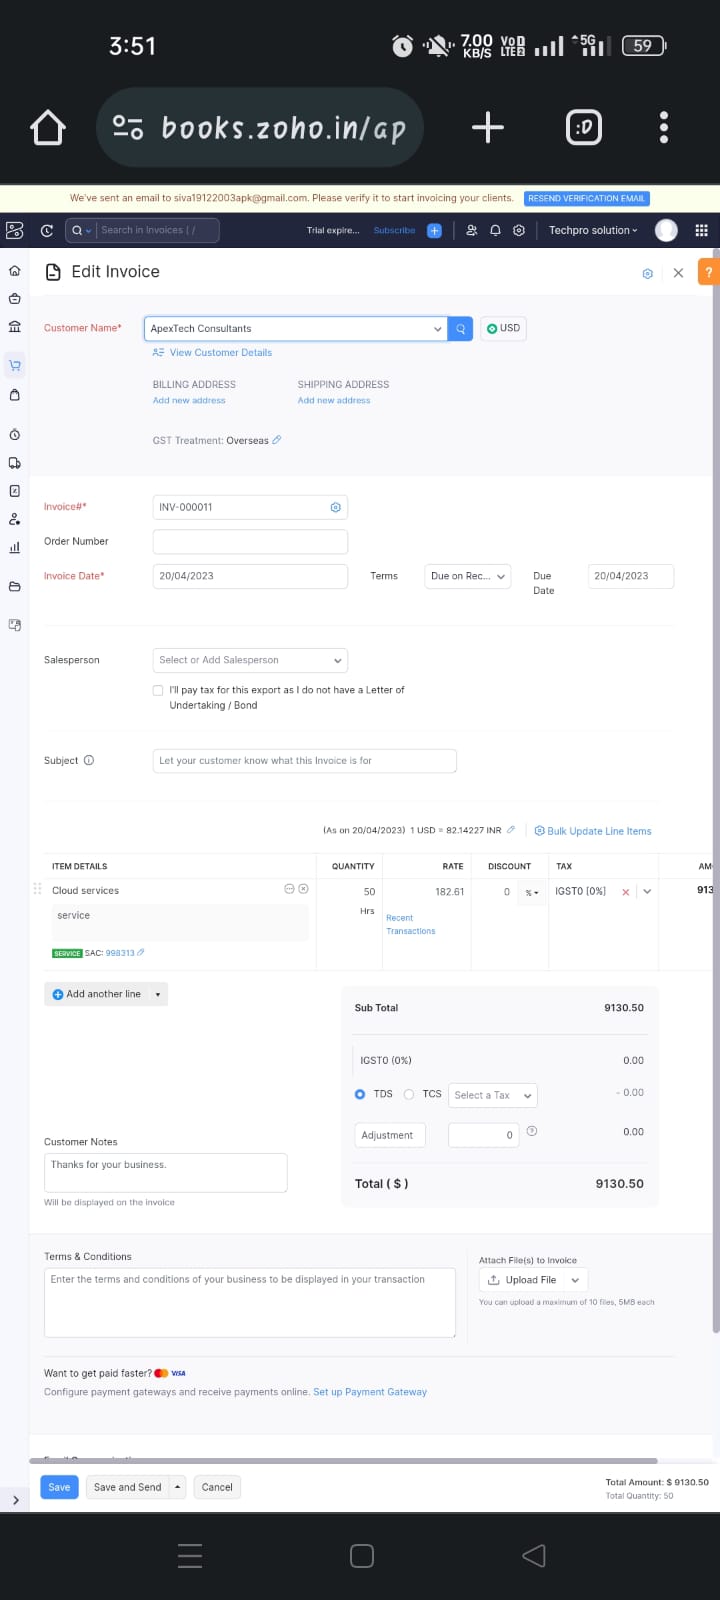 3:51
7.00 KB/S VoD LTE2 5G 59
books.zoho.in/ap
:D
We've sent an email to siva19122003apk@gmail.com. Please verify it to start invoicing your clients. RESEND VERIFICATION EMAIL
Search in Invoices ( / Trial expire... Subscribe Techpro solution
Edit Invoice
?
Customer Name* ApexTech Consultants USD
View Customer Details
BILLING ADDRESS SHIPPING ADDRESS
Add new address Add new address
GST Treatment: Overseas
Invoice#* INV-000011
Order Number
Invoice Date* 20/04/2023 Terms Due on Rec... Due Date 20/04/2023
Salesperson Select or Add Salesperson
I'll pay tax for this export as I do not have a Letter of
Undertaking / Bond
Subject Let your customer know what this Invoice is for
(As on 20/04/2023) 1 USD = 82.14227 INR Bulk Update Line Items
ITEM DETAILS QUANTITY RATE DISCOUNT TAX AM
Cloud services 50 182.61 0 % IGST0 [0%] 913
service Hrs Recent
Transactions
SERVICE SAC: 998313
Add another line
Sub Total 9130.50
IGST0 (0%) 0.00
TDS TCS Select a Tax - 0.00
Adjustment 0 0.00
Customer Notes
Thanks for your business.
Total ( $ ) 9130.50
Will be displayed on the invoice
Terms & Conditions
Enter the terms and conditions of your business to be displayed in your transaction
Attach File(s) to Invoice
Upload File
You can upload a maximum of 10 files, 5MB each
Want to get paid faster? VISA
Configure payment gateways and receive payments online. Set up Payment Gateway
Save Save and Send Cancel
Total Amount: $ 9130.50
Total Quantity: 50